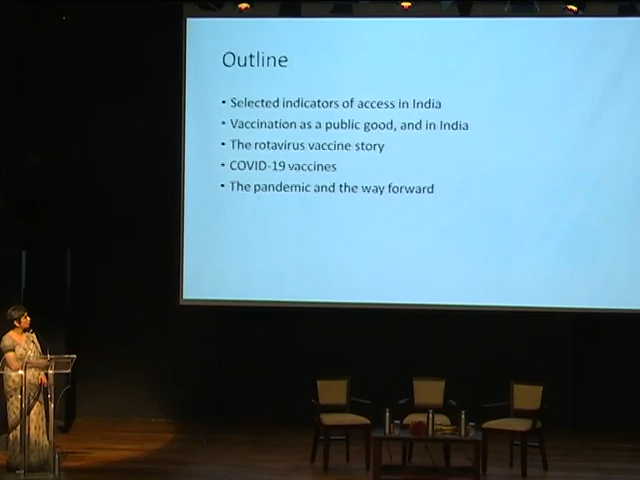 Outline
• Selected indicators of access in India
• Vaccination as a public good, and in India
• The rotavirus vaccine story
• COVID-19 vaccines
• The pandemic and the way forward